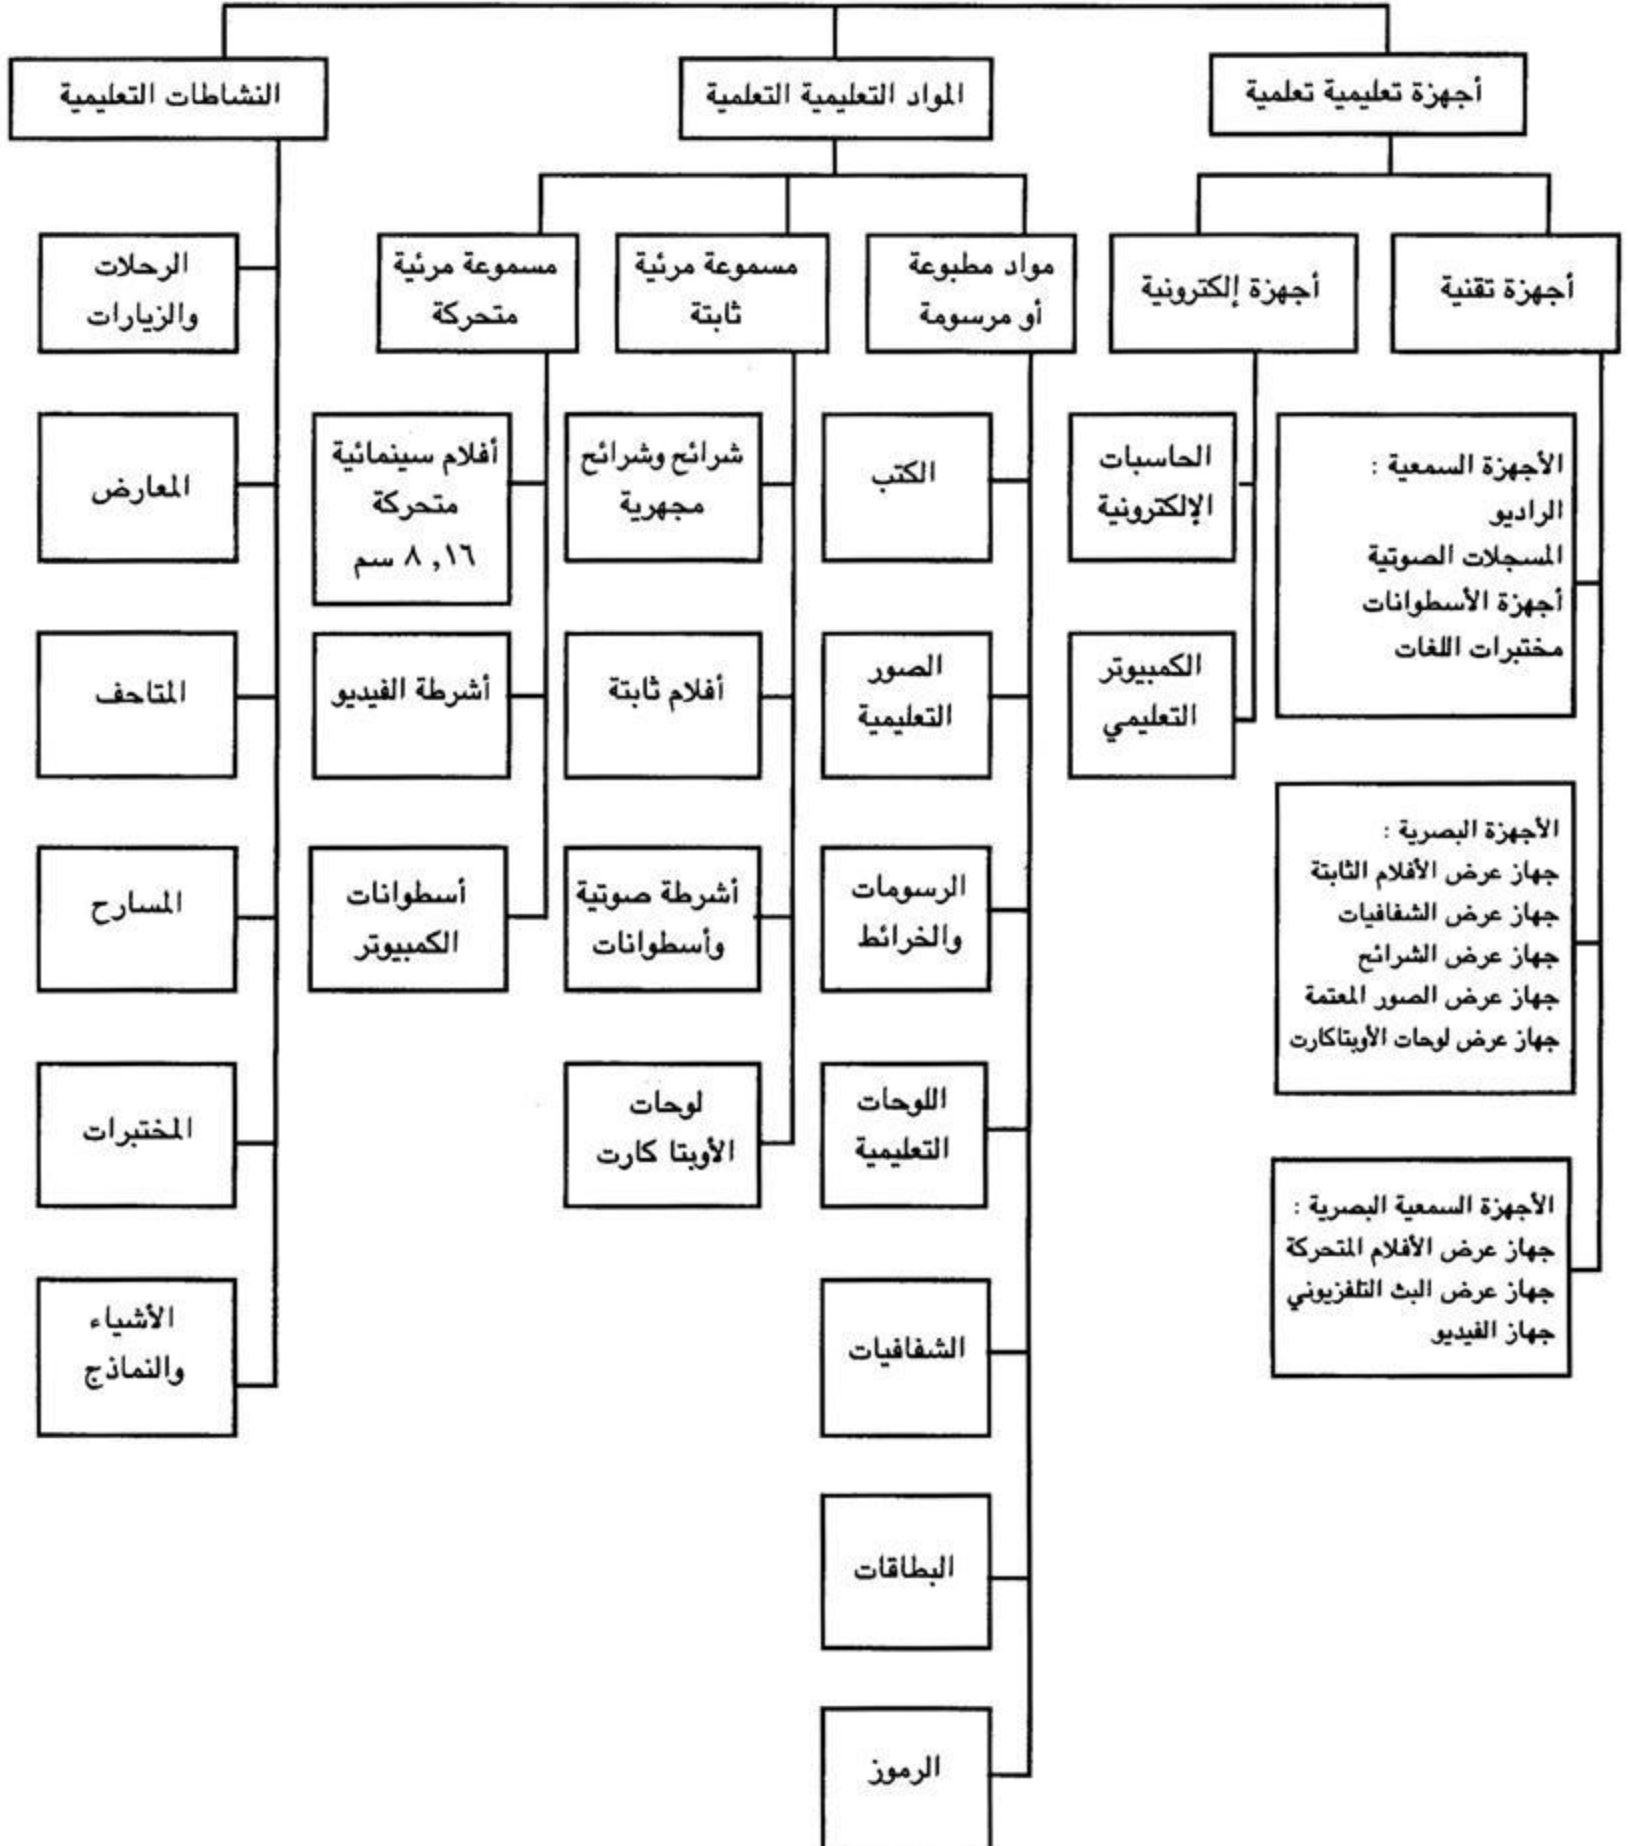 أجهزة تعليمية تعلمية
المواد التعليمية التعلمية
النشاطات التعليمية
أجهزة تقنية
أجهزة إلكترونية
مواد مطبوعة
أو مرسومة
مسموعة مرئية
ثابتة
مسموعة مرئية
متحركة
الرحلات
والزيارات
الأجهزة السمعية :
الراديو
المسجلات الصوتية
أجهزة الأسطوانات
مختبرات اللغات
الأجهزة البصرية :
جهاز عرض الأفلام الثابتة
جهاز عرض الشفافيات
جهاز عرض الشرائح
جهاز عرض الصور المعتمة
جهاز عرض لوحات الأوبتاكارت
الأجهزة السمعية البصرية :
جهاز عرض الأفلام المتحركة
جهاز عرض البث التلفزيوني
جهاز الفيديو
الحاسبات
الإلكترونية
الكمبيوتر
التعليمي
الكتب
الصور
التعليمية
الرسومات
والخرائط
اللوحات
التعليمية
الشفافيات
البطاقات
الرموز
شرائح وشرائح
مجهرية
أفلام ثابتة
أشرطة صوتية
وأسطوانات
لوحات
الأوبتا كارت
أفلام سينمائية
متحركة
١٦, ٨ سم
أشرطة الفيديو
أسطوانات
الكمبيوتر
المعارض
المتاحف
المسارح
المختبرات
الأشياء
والنماذج